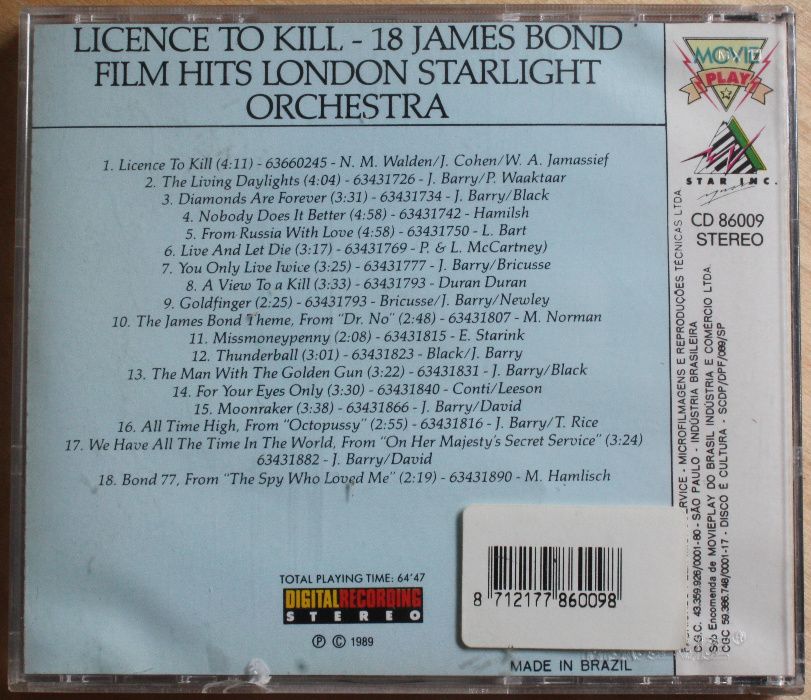 LICENCE TO KILL - 18 JAMES BOND
FILM HITS LONDON STARLIGHT
ORCHESTRA
1. Licence To Kill (4:11) - 63660245 - N. M. Walden/J. Cohen/W. A. Jamassief
2. The Living Daylights (4:04) - 63431726 - J. Barry/P. Waaktaar
3. Diamonds Are Forever (3:31) - 63431734 - J. Barry/Black
4. Nobody Does It Better (4:58) - 63431742 - Hamilsh
5. From Russia With Love (4:58) - 63431750 - L. Bart
6. Live And Let Die (3:17) - 63431769 - P. & L. McCartney)
7. You Only Live Iwice (3:25) - 63431777 - J. Barry/Bricusse
8. A View To a Kill (3:33) - 63431793 - Duran Duran
9. Goldfinger (2:25) - 63431793 - Bricusse/J. Barry/Newley
10. The James Bond Theme, From "Dr. No" (2:48) - 63431807 - M. Norman
11. Missmoneypenny (2:08) - 63431815 - E. Starink
12. Thunderball (3:01) - 63431823 - Black/J. Barry
13. The Man With The Golden Gun (3:22) - 63431831 - J. Barry/Black
14. For Your Eyes Only (3:30) - 63431840 - Conti/Leeson
15. Moonraker (3:38) - 63431866 - J. Barry/David
16. All Time High, From "Octopussy" (2:55) - 63431816 - J. Barry/T. Rice
17. We Have All The Time In The World, From "On Her Majesty's Secret Service" (3:24)
63431882 - J. Barry/David
18. Bond 77, From "The Spy Who Loved Me" (2:19) - 63431890 - M. Hamlisch
TOTAL PLAYING TIME: 64'47
DIGITAL RECORDING
STEREO
Ⓟ © 1989
8 712177 860098
MADE IN BRAZIL
MOVIE
PLAY
STAR INC.
CD 86009
STEREO
SERVICE - MICROFILMAGENS E REPRODUÇÕES TÉCNICAS LTDA.
C.G.C. 43.359.926/0001-80 - SÃO PAULO - INDÚSTRIA BRASILEIRA
Sob Encomenda de MOVIEPLAY DO BRASIL INDÚSTRIA E COMERCIO LTDA.
CGC 59.386.748/0001-17 - DISCO É CULTURA - SCDP/DPF/089/SP